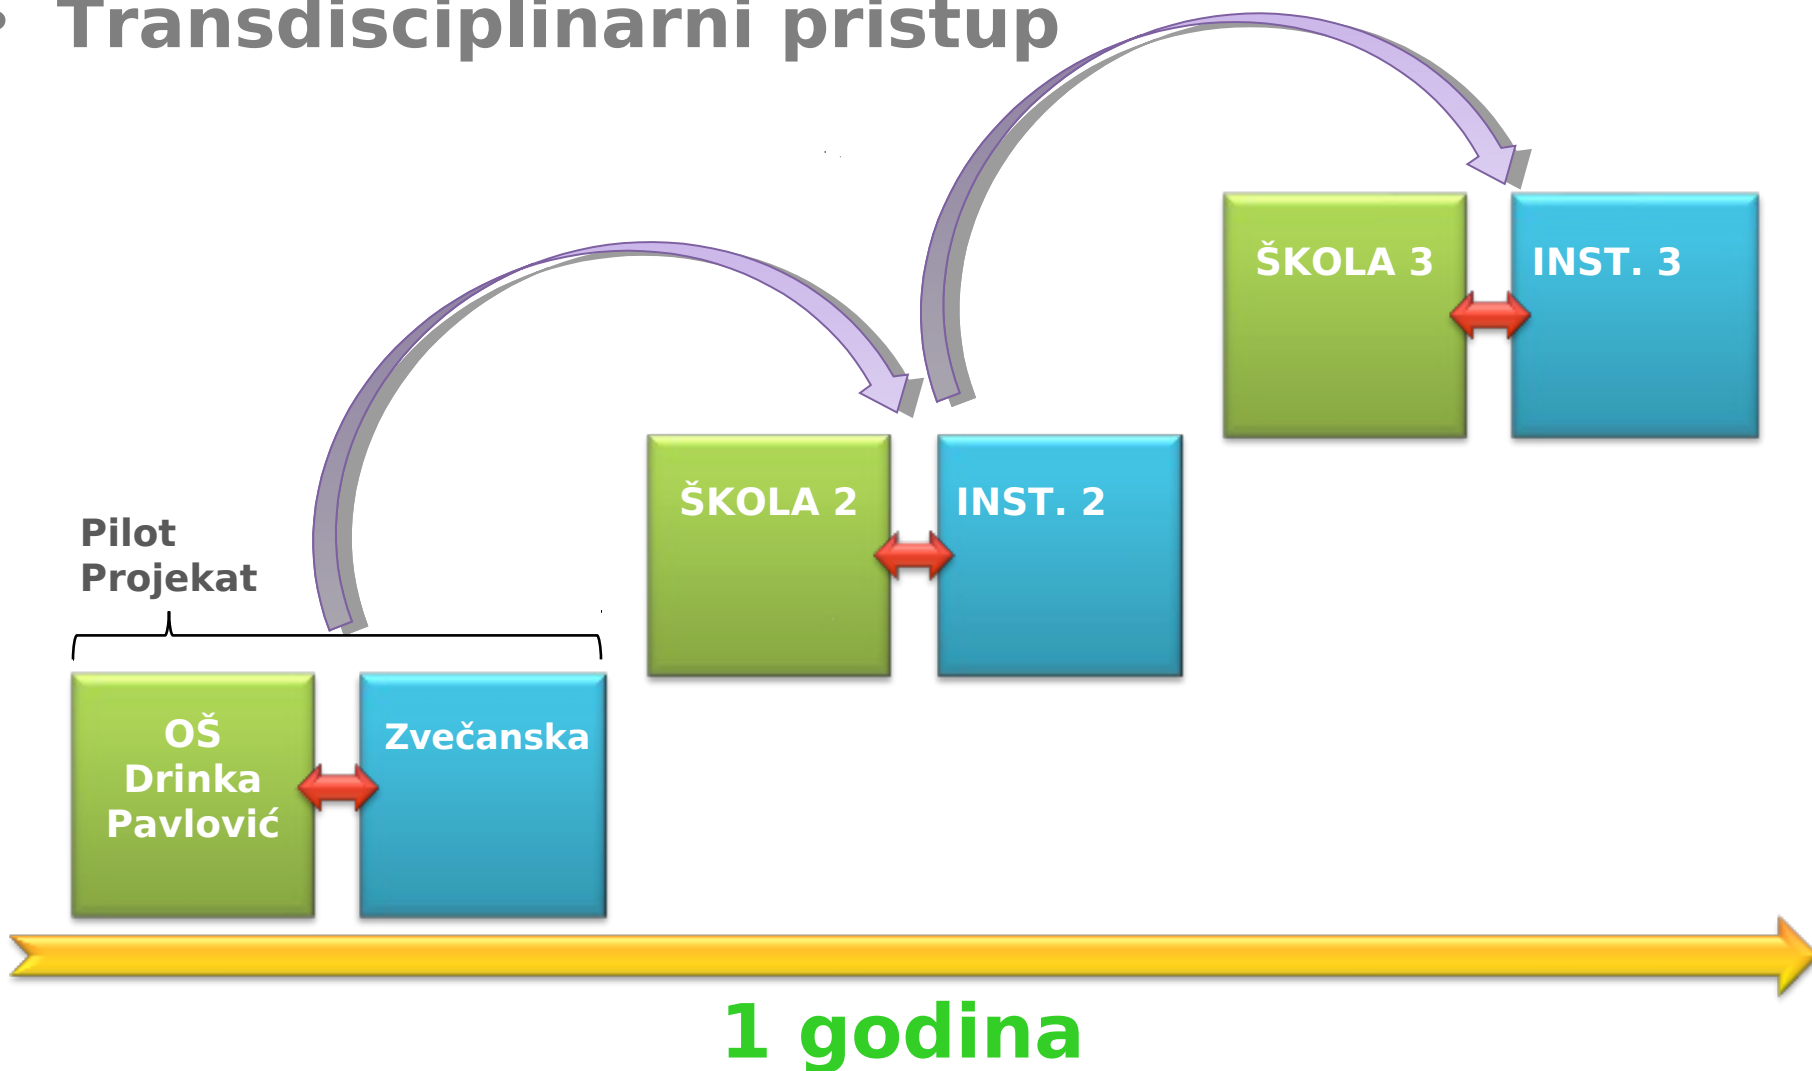 • Transdisciplinarni pristup
ŠKOLA 3
INST. 3
ŠKOLA 2
INST. 2
Pilot
Projekat
OŠ
Drinka
Pavlović
Zvečanska
1 godina